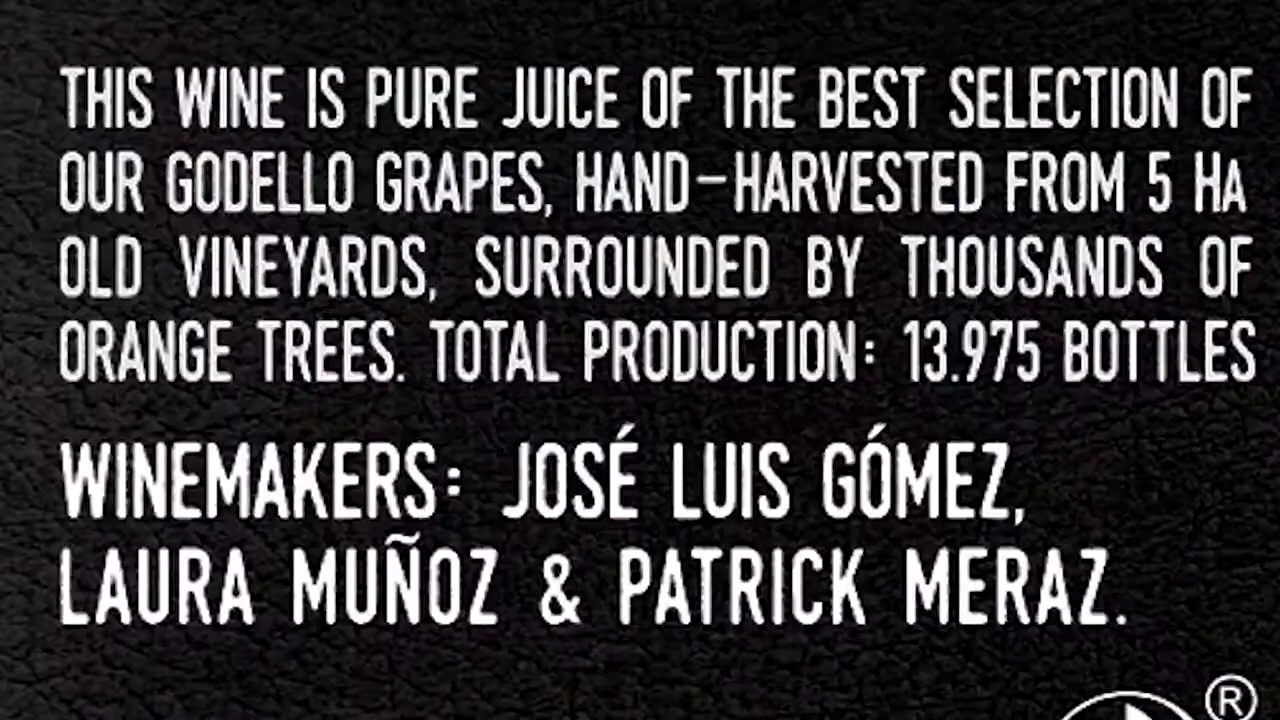 THIS WINE IS PURE JUICE OF THE BEST SELECTION OF
OUR GODELLO GRAPES, HAND-HARVESTED FROM 5 HA
OLD VINEYARDS, SURROUNDED BY THOUSANDS OF
ORANGE TREES. TOTAL PRODUCTION: 13.975 BOTTLES
WINEMAKERS: JOSÉ LUIS GÓMEZ,
LAURA MUÑOZ & PATRICK MERAZ.
®